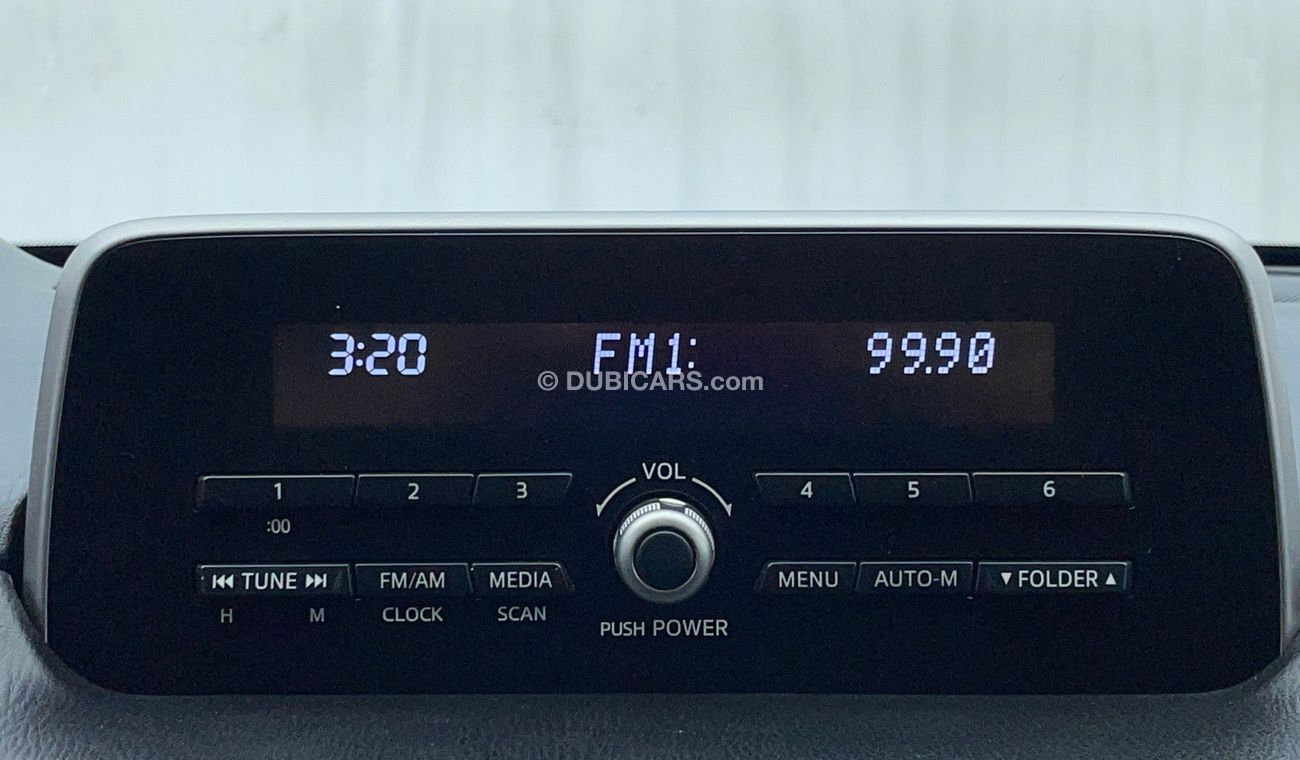 3:20 FM1: 99.90
© DUBICARS.com
VOL
1 2 3 4 5 6
:00
⏮ TUNE ⏭ FM/AM MEDIA MENU AUTO-M ▼ FOLDER ▲
H M CLOCK SCAN
PUSH POWER